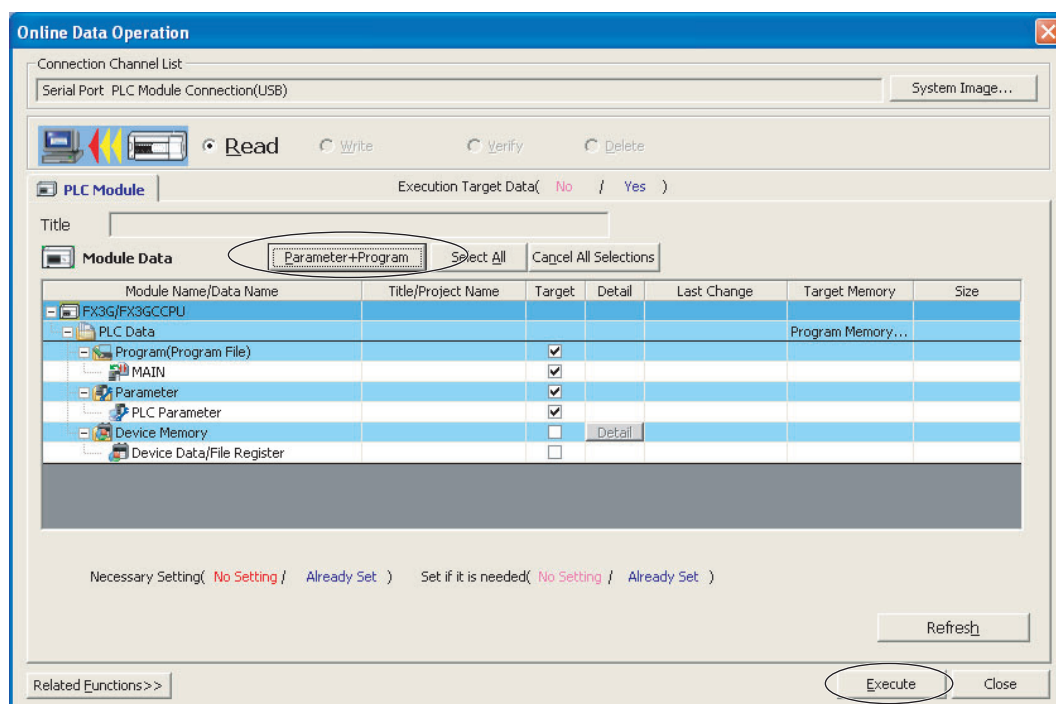 Online Data Operation
Connection Channel List
Serial Port PLC Module Connection(USB)
System Image...
Read
Write
Verify
Delete
PLC Module
Execution Target Data( No / Yes )
Title
Module Data
Parameter+Program
Select All
Cancel All Selections
Module Name/Data Name Title/Project Name Target Detail Last Change Target Memory Size
FX3G/FX3GCCPU
PLC Data Program Memory...
Program(Program File)
MAIN
Parameter
PLC Parameter
Device Memory Detail
Device Data/File Register
Necessary Setting( No Setting / Already Set ) Set if it is needed( No Setting / Already Set )
Refresh
Related Functions>>
Execute
Close